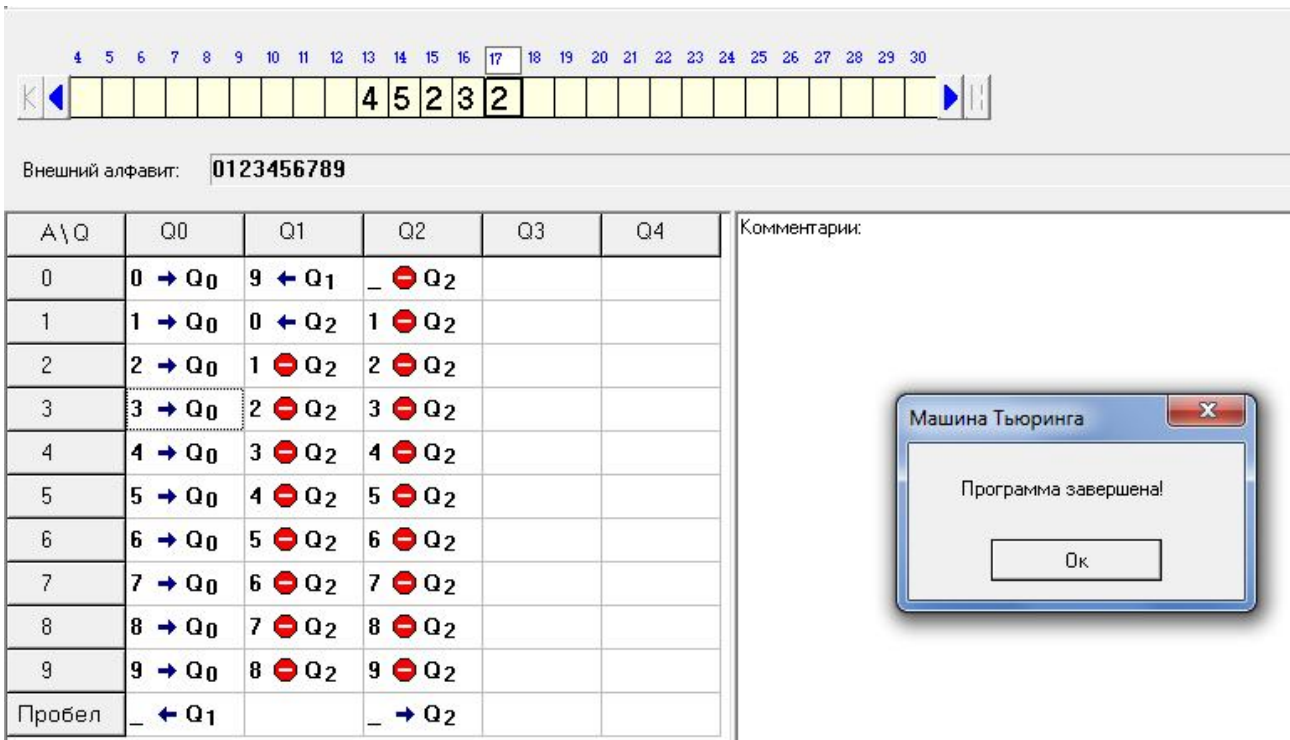 4 5 6 7 8 9 10 11 12 13 14 15 16 17 18 19 20 21 22 23 24 25 26 27 28 29 30
4 5 2 3 2
Внешний алфавит: 0123456789
A\Q Q0 Q1 Q2 Q3 Q4
Комментарии:
0 0 → Q0 9 ← Q1 _ Q2
1 1 → Q0 0 ← Q2 1 Q2
2 2 → Q0 1 Q2 2 Q2
3 3 → Q0 2 Q2 3 Q2
4 4 → Q0 3 Q2 4 Q2
5 5 → Q0 4 Q2 5 Q2
6 6 → Q0 5 Q2 6 Q2
7 7 → Q0 6 Q2 7 Q2
8 8 → Q0 7 Q2 8 Q2
9 9 → Q0 8 Q2 9 Q2
Пробел _ ← Q1 _ → Q2
Машина Тьюринга
Программа завершена!
Ок